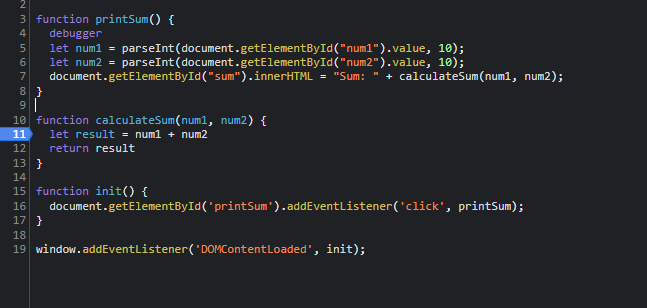 2
3 function printSum() {
4   debugger
5   let num1 = parseInt(document.getElementById("num1").value, 10);
6   let num2 = parseInt(document.getElementById("num2").value, 10);
7   document.getElementById("sum").innerHTML = "Sum: " + calculateSum(num1, num2);
8 }
9
10 function calculateSum(num1, num2) {
11   let result = num1 + num2
12   return result
13 }
14
15 function init() {
16   document.getElementById('printSum').addEventListener('click', printSum);
17 }
18
19 window.addEventListener('DOMContentLoaded', init);